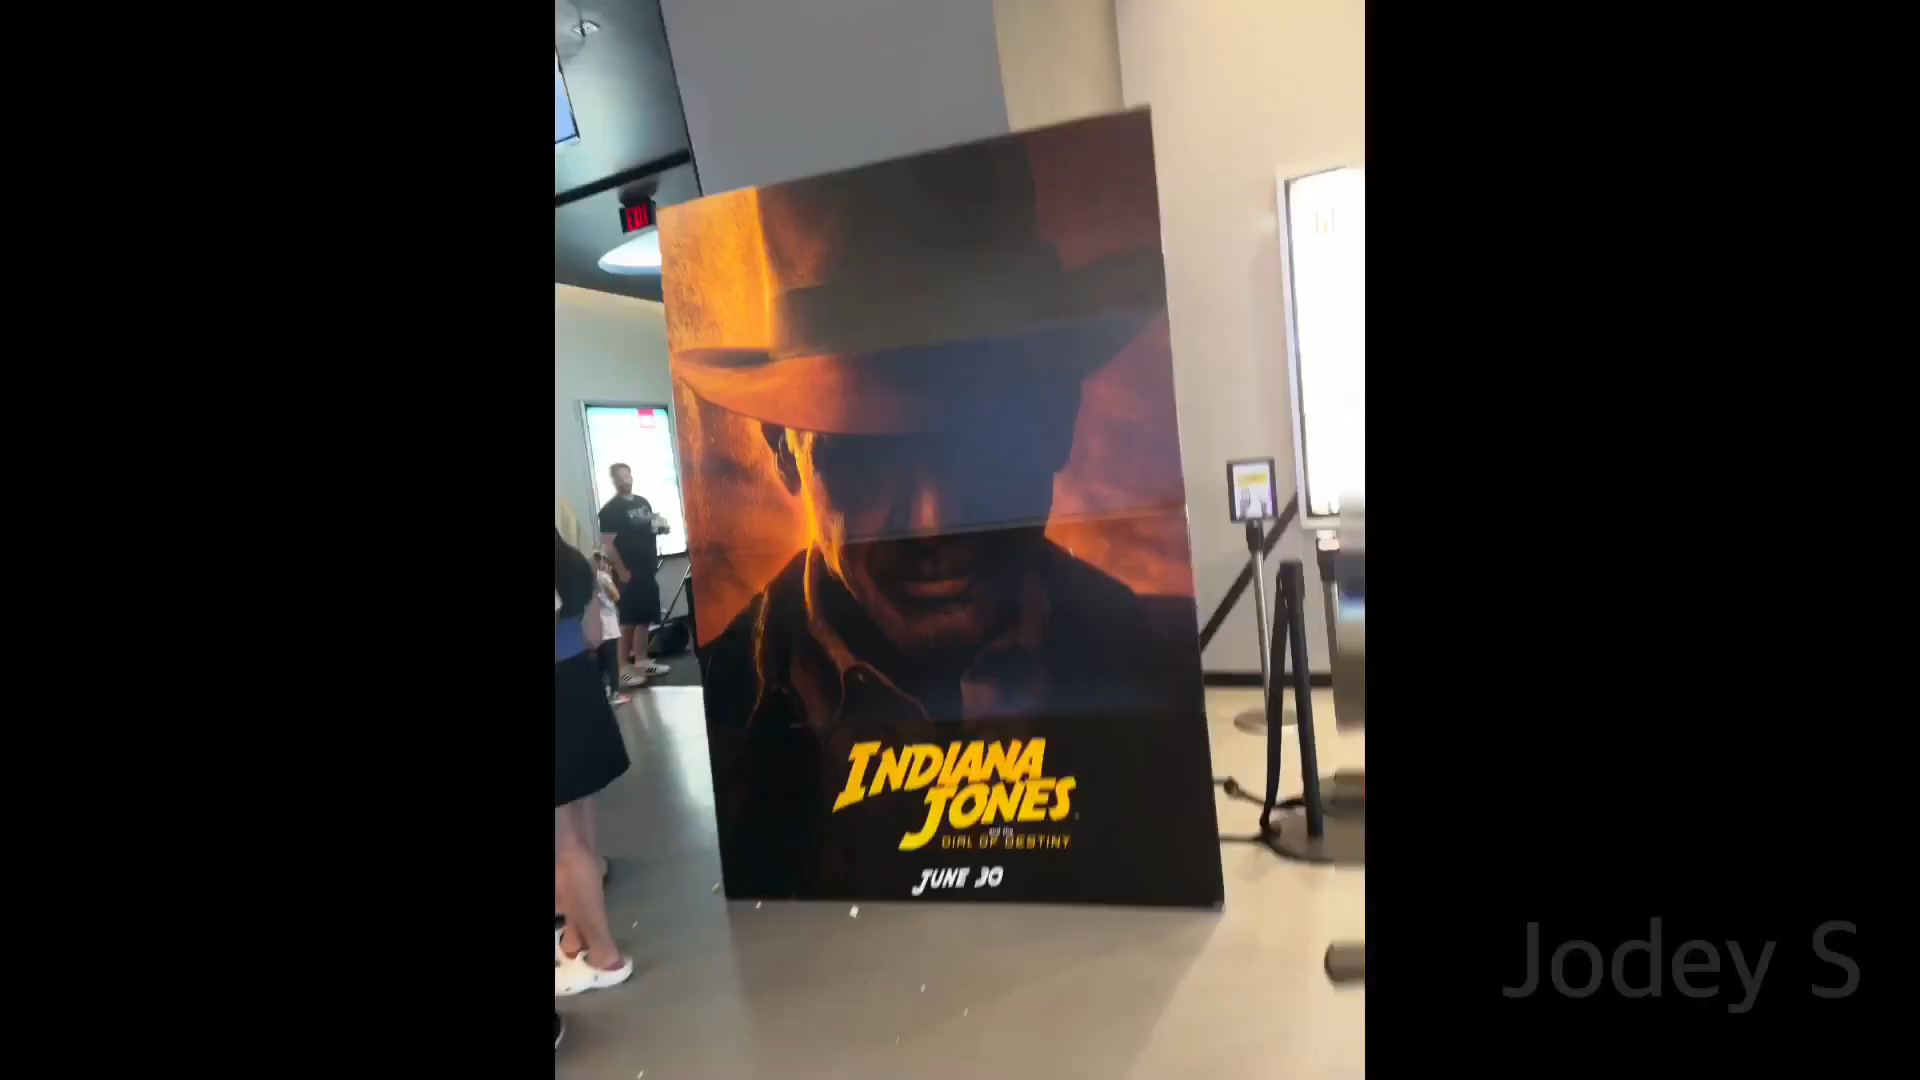 EXIT
INDIANA
JONES
and the
DIAL OF DESTINY
JUNE 30
Jodey S